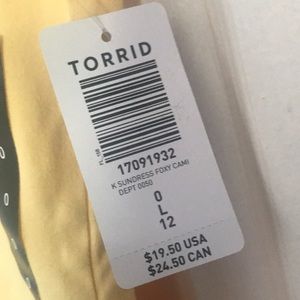 TORRID
17091932
K SUNDRESS FOXY CAMI
DEPT 0050
0
L
12
$19.50 USA
$24.50 CAN